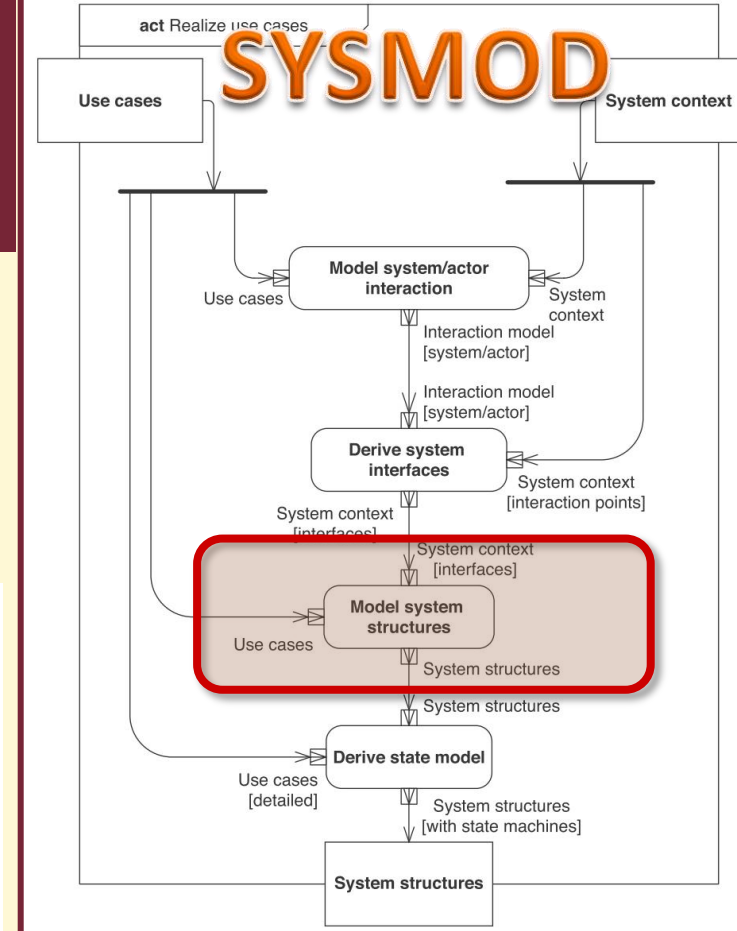 act Realize use cases
SYSMOD
Use cases
System context
Model system/actor
interaction
Use cases
System
context
Interaction model
[system/actor]
Interaction model
[system/actor]
Derive system
interfaces
System context
[interaction points]
System context
[interfaces]
System context
[interfaces]
Model system
structures
Use cases
System structures
System structures
Derive state model
Use cases
[detailed]
System structures
[with state machines]
System structures